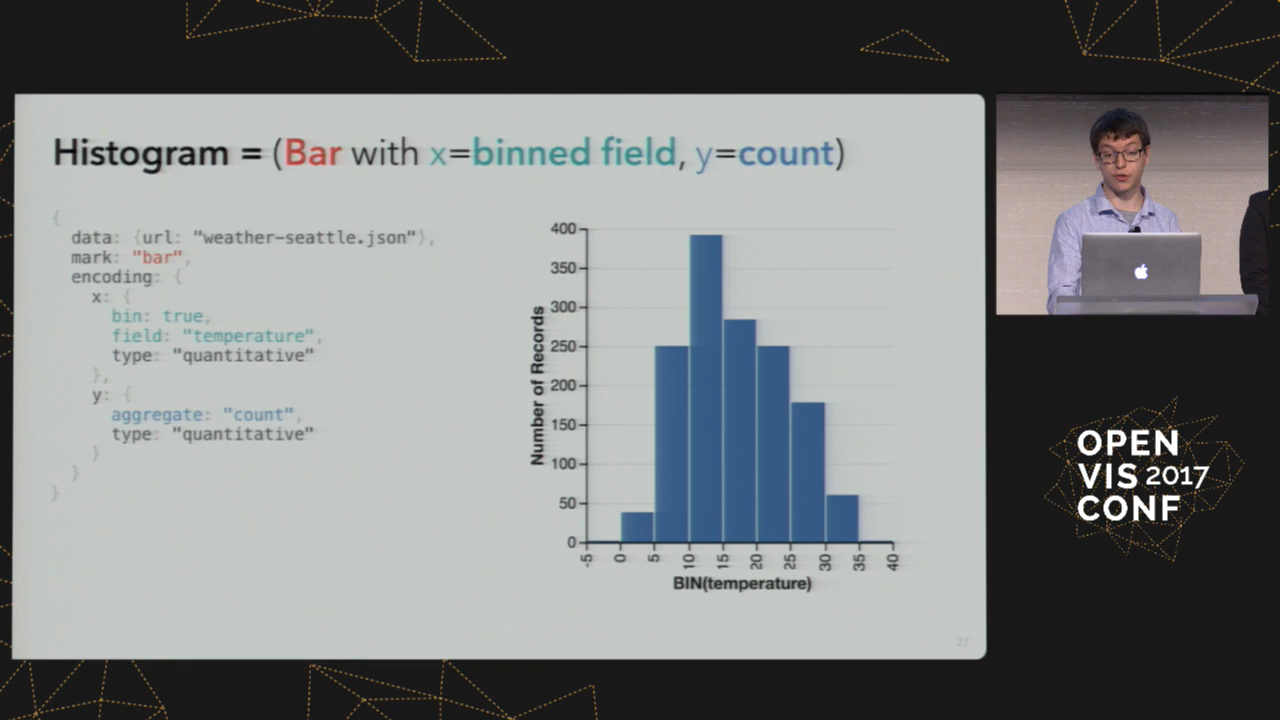 Histogram = (Bar with x=binned field, y=count)
{
data: {url: "weather-seattle.json"},
mark: "bar",
encoding: {
x: {
bin: true,
field: "temperature",
type: "quantitative"
},
y: {
aggregate: "count",
type: "quantitative"
}
}
}
Number of Records
400
350
300
250
200
150
100
50
0
-5 0 5 10 15 20 25 30 35 40
BIN(temperature)
27
OPEN
VIS 2017
CONF